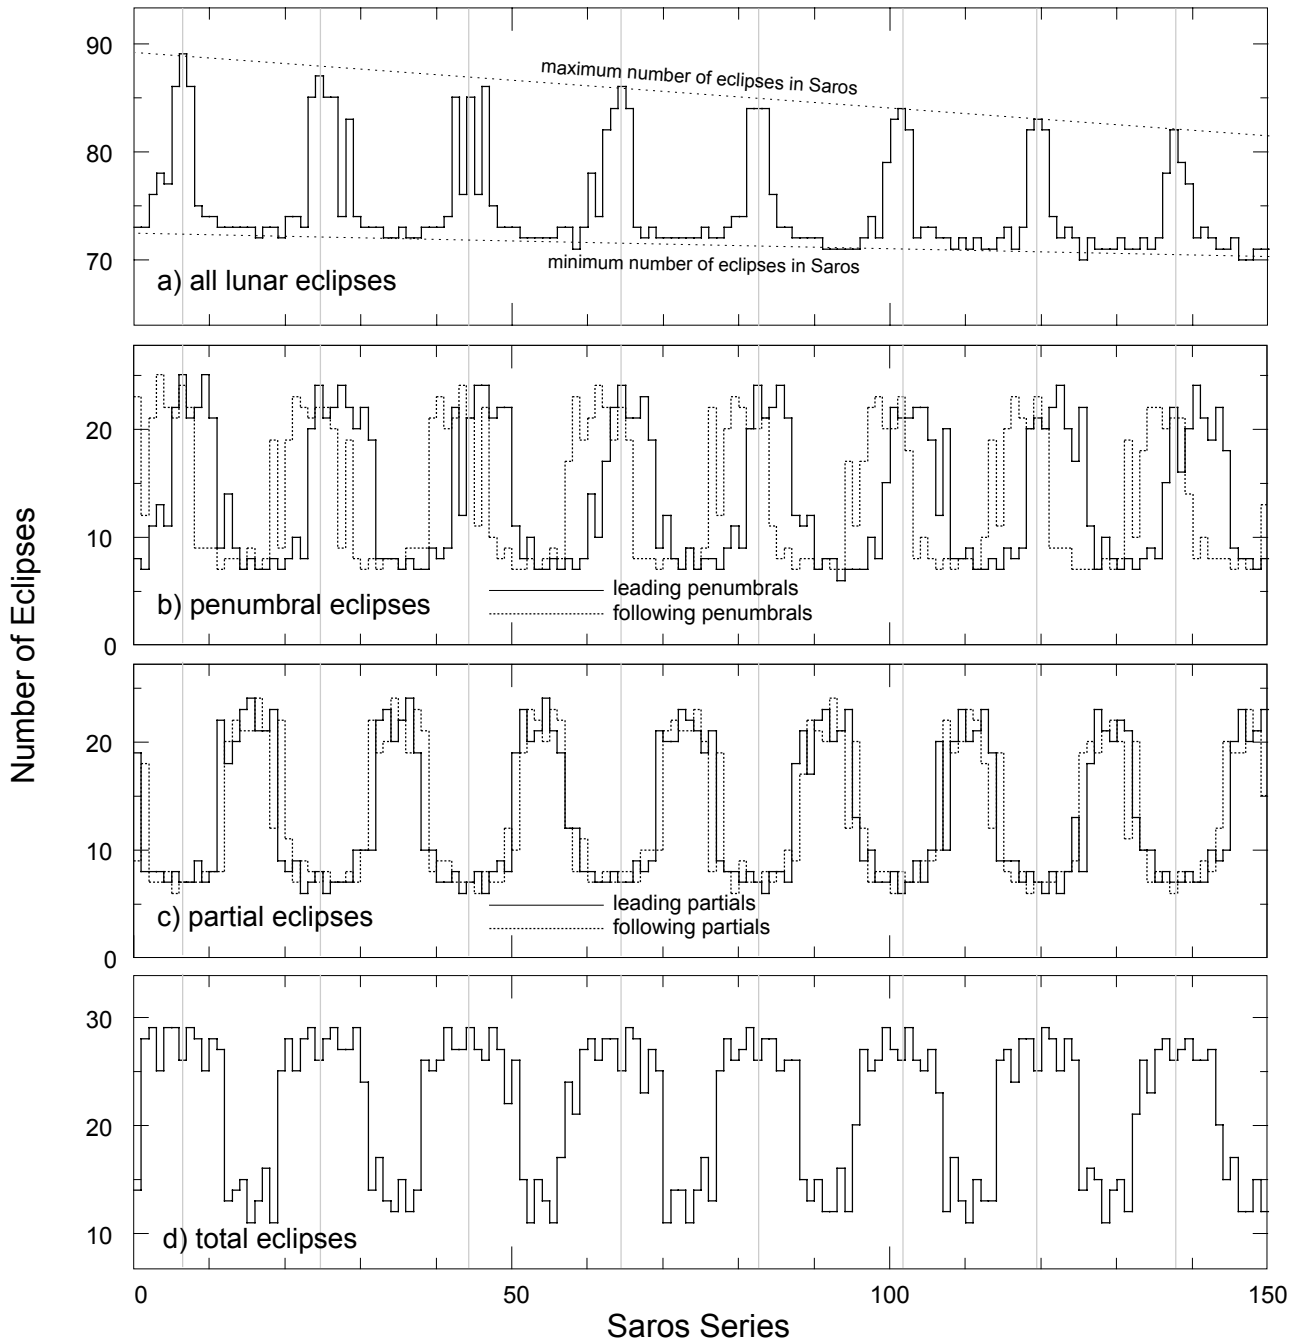 90
80
70
maximum number of eclipses in Saros
minimum number of eclipses in Saros
a) all lunar eclipses
20
10
0
leading penumbrals
following penumbrals
b) penumbral eclipses
Number of Eclipses
20
10
0
leading partials
following partials
c) partial eclipses
30
20
10
d) total eclipses
0 50 100 150
Saros Series